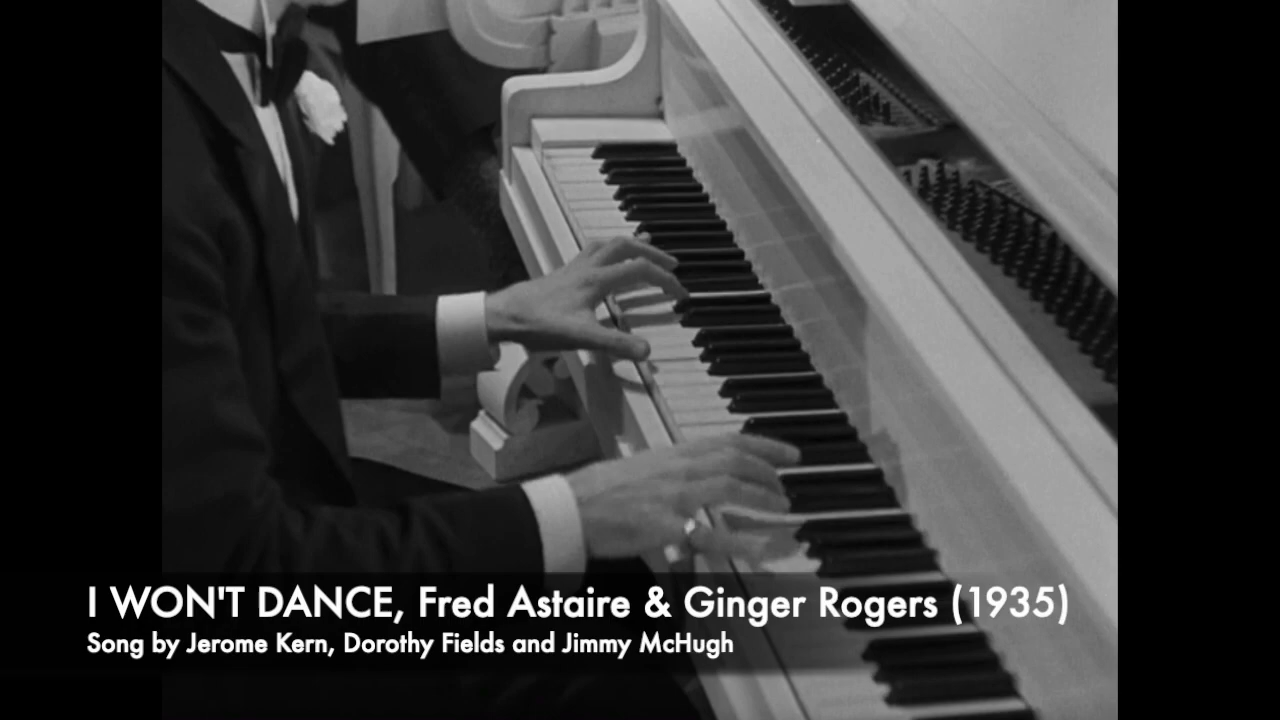 I WON'T DANCE, Fred Astaire & Ginger Rogers (1935)
Song by Jerome Kern, Dorothy Fields and Jimmy McHugh